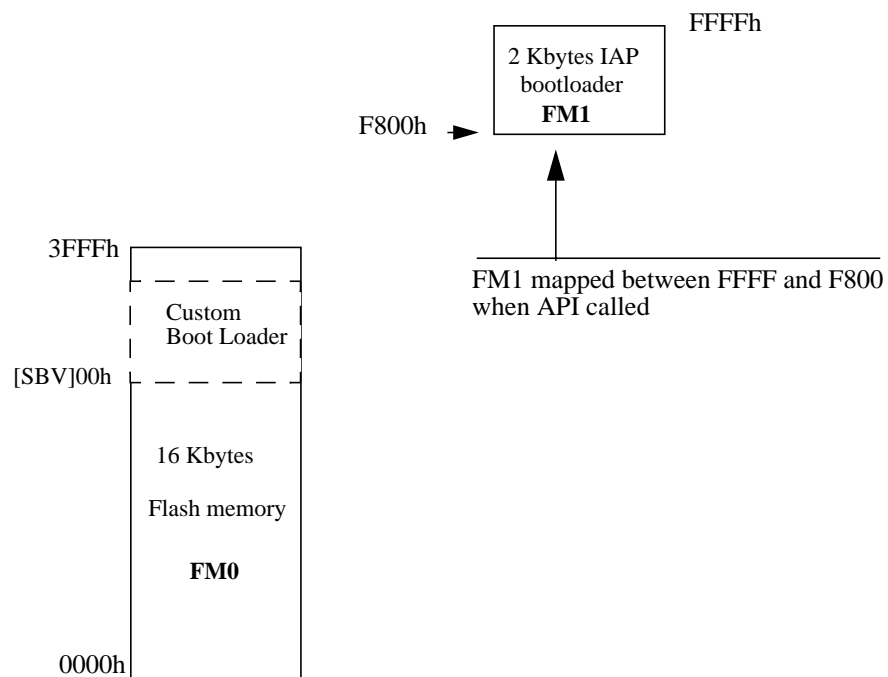 FFFFh
2 Kbytes IAP
bootloader
FM1
F800h
3FFFh
FM1 mapped between FFFF and F800
when API called
Custom
Boot Loader
[SBV]00h
16 Kbytes
Flash memory
FM0
0000h